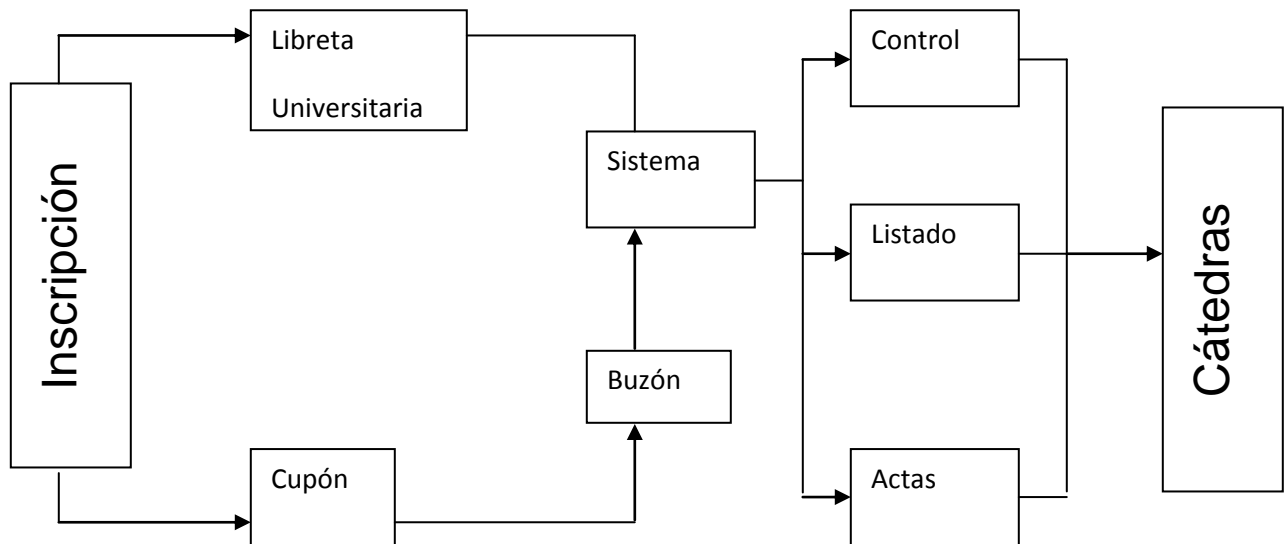 Inscripción
Libreta
Universitaria
Cupón
Sistema
Buzón
Control
Listado
Actas
Cátedras